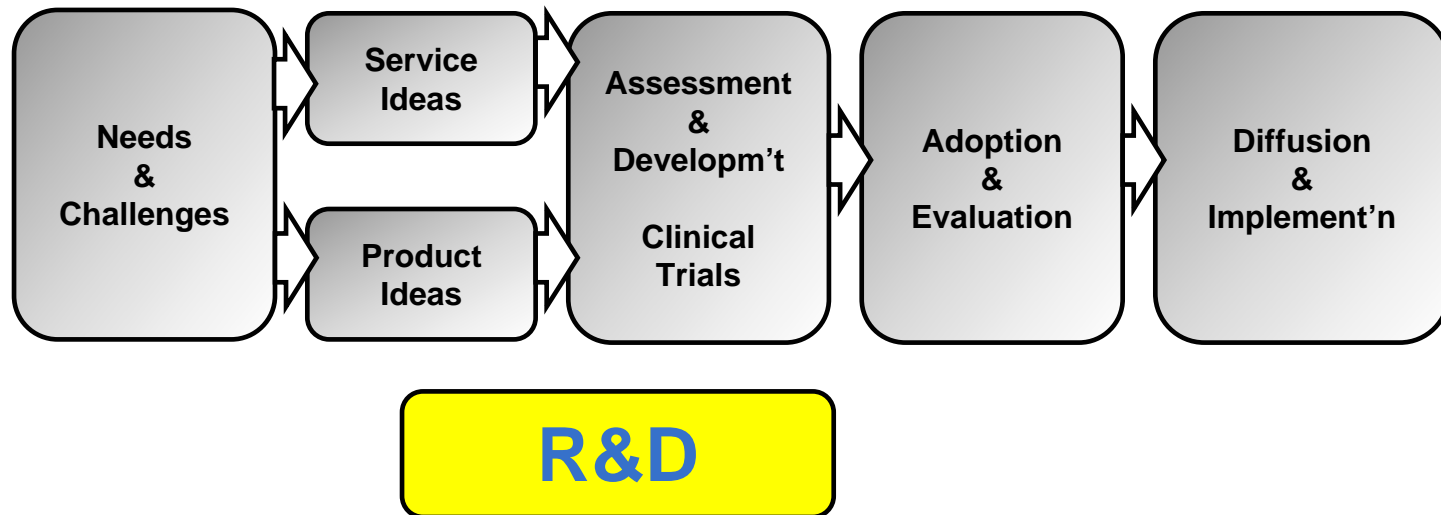 Needs
&
Challenges
Service
Ideas
Product
Ideas
Assessment
&
Developm’t
Clinical
Trials
Adoption
&
Evaluation
Diffusion
&
Implement’n
R&D